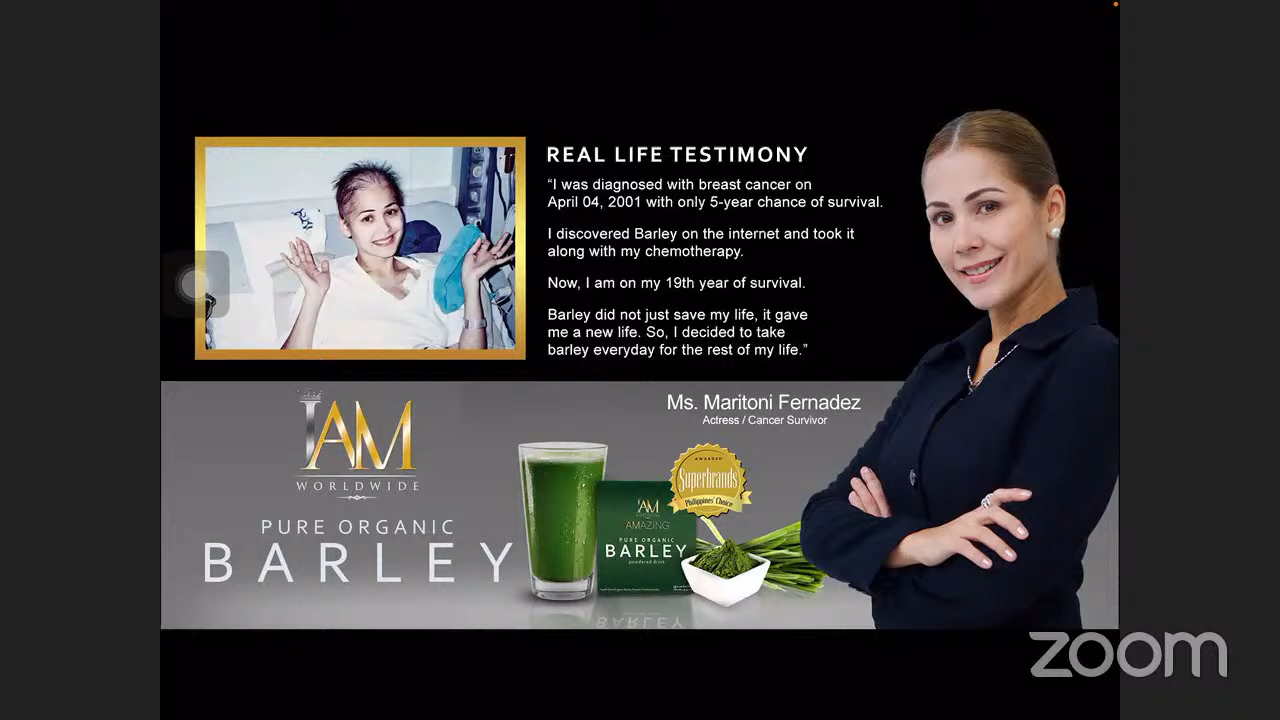 REAL LIFE TESTIMONY
“I was diagnosed with breast cancer on
April 04, 2001 with only 5-year chance of survival.
I discovered Barley on the internet and took it
along with my chemotherapy.
Now, I am on my 19th year of survival.
Barley did not just save my life, it gave
me a new life. So, I decided to take
barley everyday for the rest of my life.”
Ms. Maritoni Fernadez
Actress / Cancer Survivor
IAM
WORLDWIDE
PURE ORGANIC
BARLEY
IAM
AMAZING
PURE ORGANIC
BARLEY
powdered drink
AWARDED
Superbrands
Philippines' Choice
BARLEY
zoom